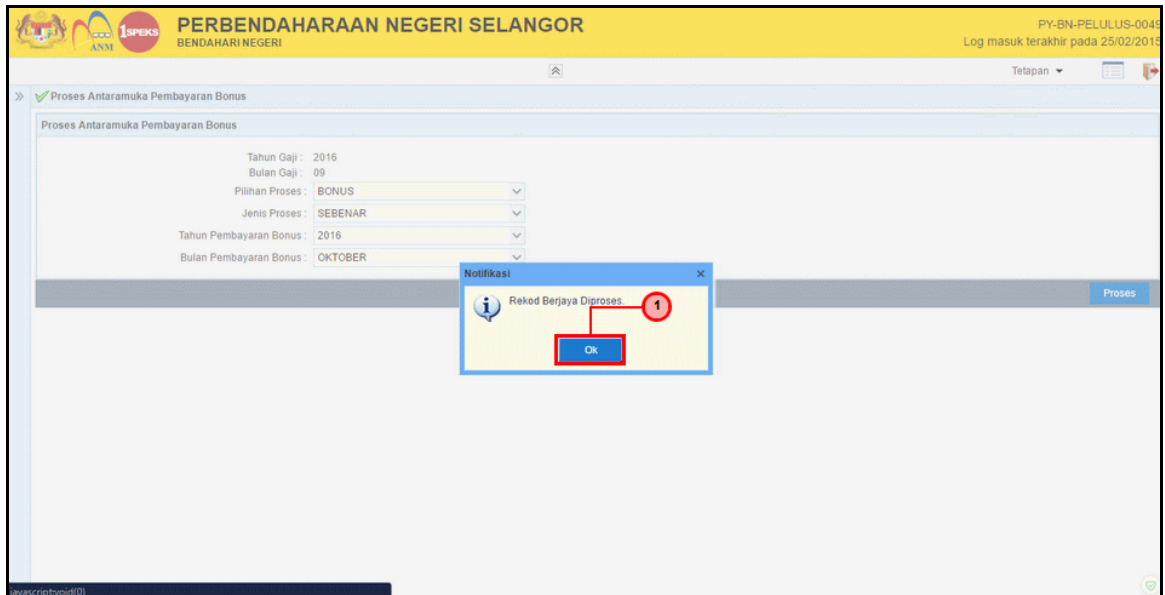 ANM
1SPEKS
PERBENDAHARAAN NEGERI SELANGOR
BENDAHARI NEGERI
PY-BN-PELULUS-0049
Log masuk terakhir pada 25/02/2015
Tetapan
Proses Antaramuka Pembayaran Bonus
Proses Antaramuka Pembayaran Bonus
Tahun Gaji : 2016
Bulan Gaji : 09
Pilihan Proses : BONUS
Jenis Proses : SEBENAR
Tahun Pembayaran Bonus : 2016
Bulan Pembayaran Bonus : OKTOBER
Proses
Notifikasi
Rekod Berjaya Diproses.
1
Ok
javascript:void(0)